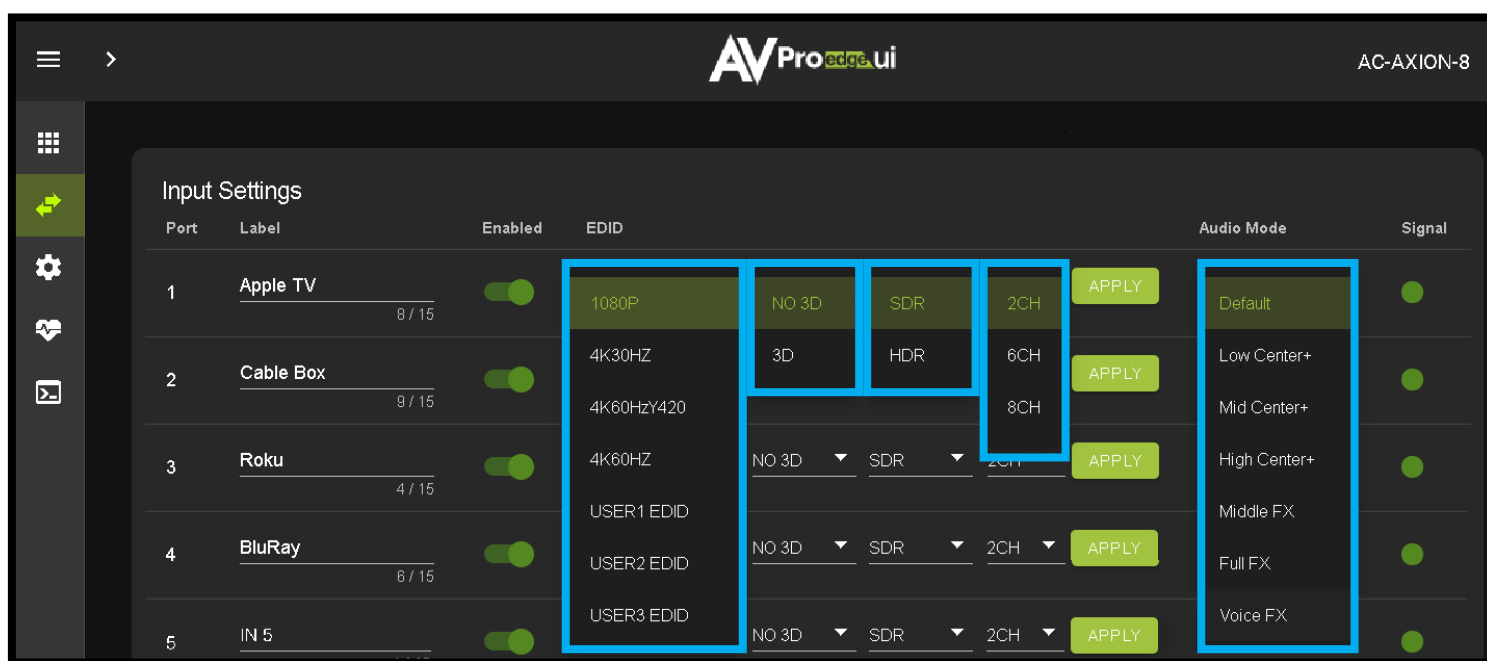 AVPro edge.ui
AC-AXION-8
Input Settings
Port Label Enabled EDID Audio Mode Signal
1 Apple TV 1080P NO 3D SDR 2CH APPLY Default
8 / 15
4K30HZ 3D HDR 6CH Low Center+
2 Cable Box APPLY
9 / 15
4K60HzY420 8CH Mid Center+
3 Roku 4K60HZ NO 3D SDR 2CH APPLY High Center+
4 / 15
USER1 EDID Middle FX
4 BluRay NO 3D SDR 2CH APPLY
6 / 15
USER2 EDID Full FX
USER3 EDID Voice FX
5 IN 5 NO 3D SDR 2CH APPLY